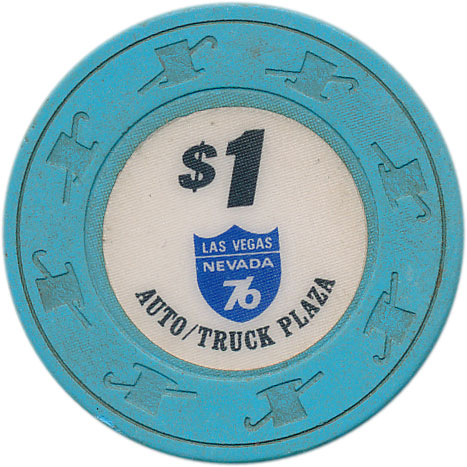 $1
LAS VEGAS
NEVADA
76
AUTO/TRUCK PLAZA